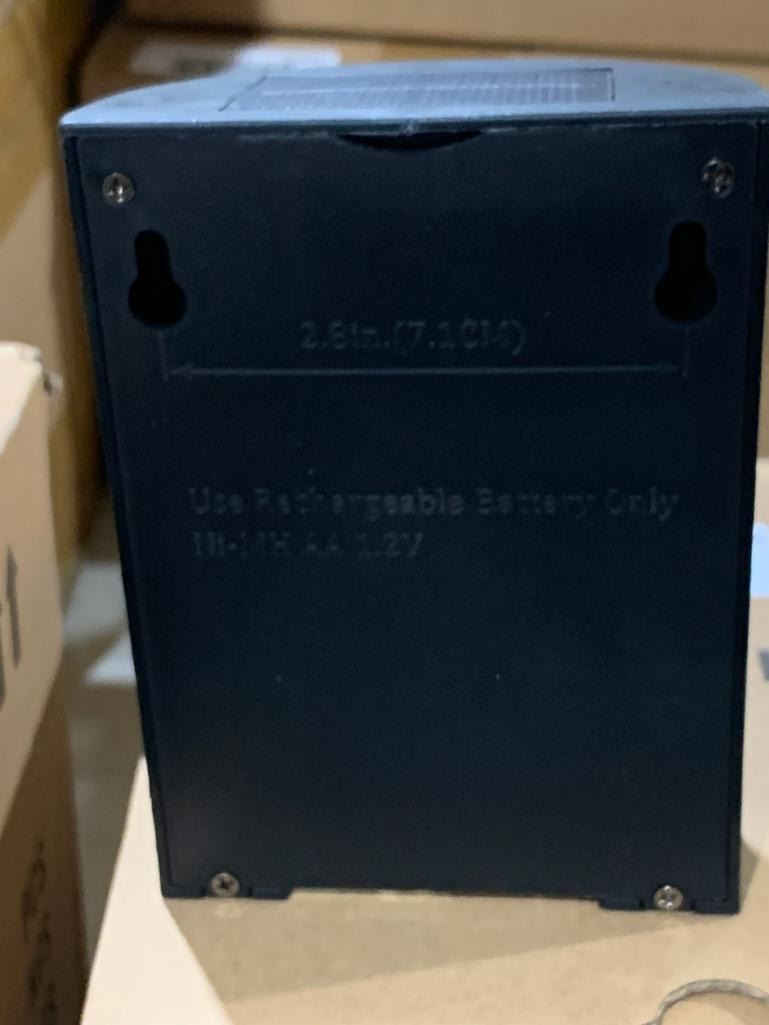 2.8in.(7.1CM)
Use Rechargeable Battery Only
Ni-MH AA 1.2V